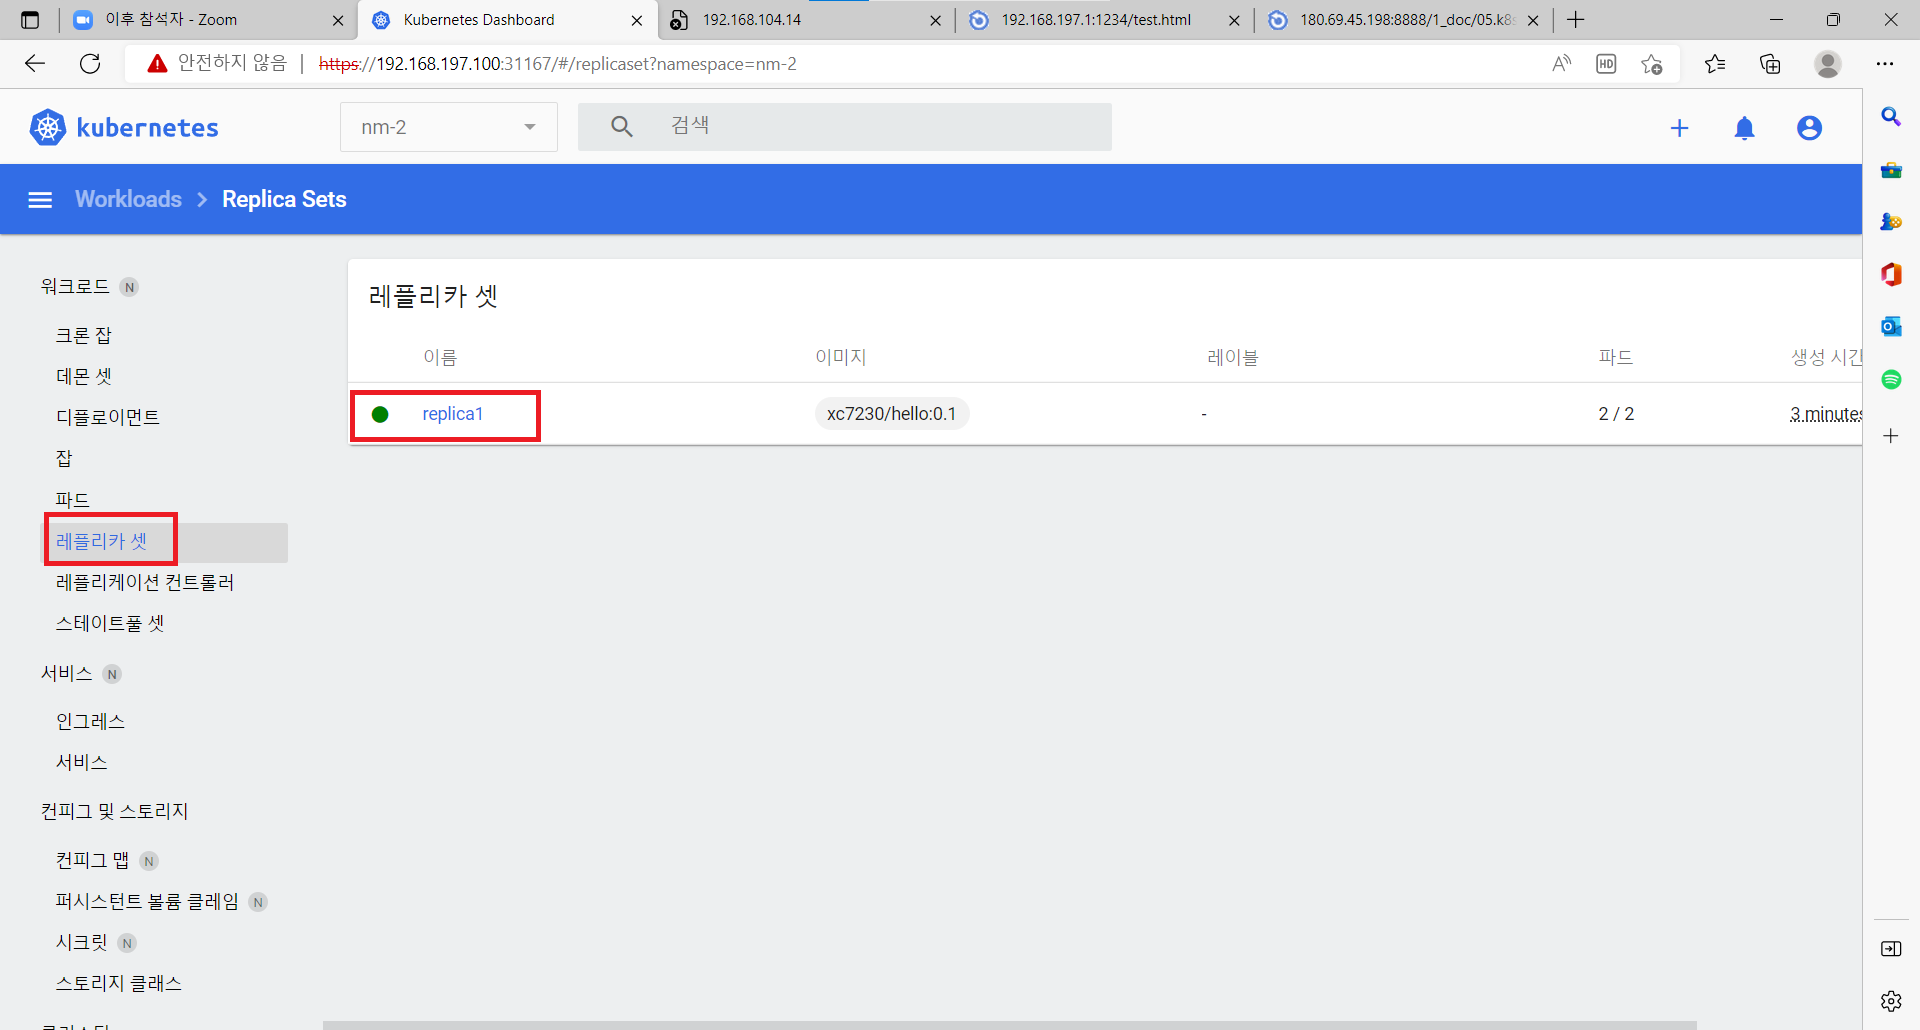 이후 참석자 - Zoom
Kubernetes Dashboard
192.168.104.14
192.168.197.1:1234/test.html
180.69.45.198:8888/1_doc/05.k8s
안전하지 않음
https://192.168.197.100:31167/#/replicaset?namespace=nm-2
HD
kubernetes
nm-2
검색
Workloads > Replica Sets
워크로드 N
크론 잡
데몬 셋
디플로이먼트
잡
파드
레플리카 셋
레플리케이션 컨트롤러
스테이트풀 셋
서비스 N
인그레스
서비스
컨피그 및 스토리지
컨피그 맵 N
퍼시스턴트 볼륨 클레임 N
시크릿 N
스토리지 클래스
레플리카 셋
이름 이미지 레이블 파드 생성 시간
replica1 xc7230/hello:0.1 - 2 / 2 3 minutes